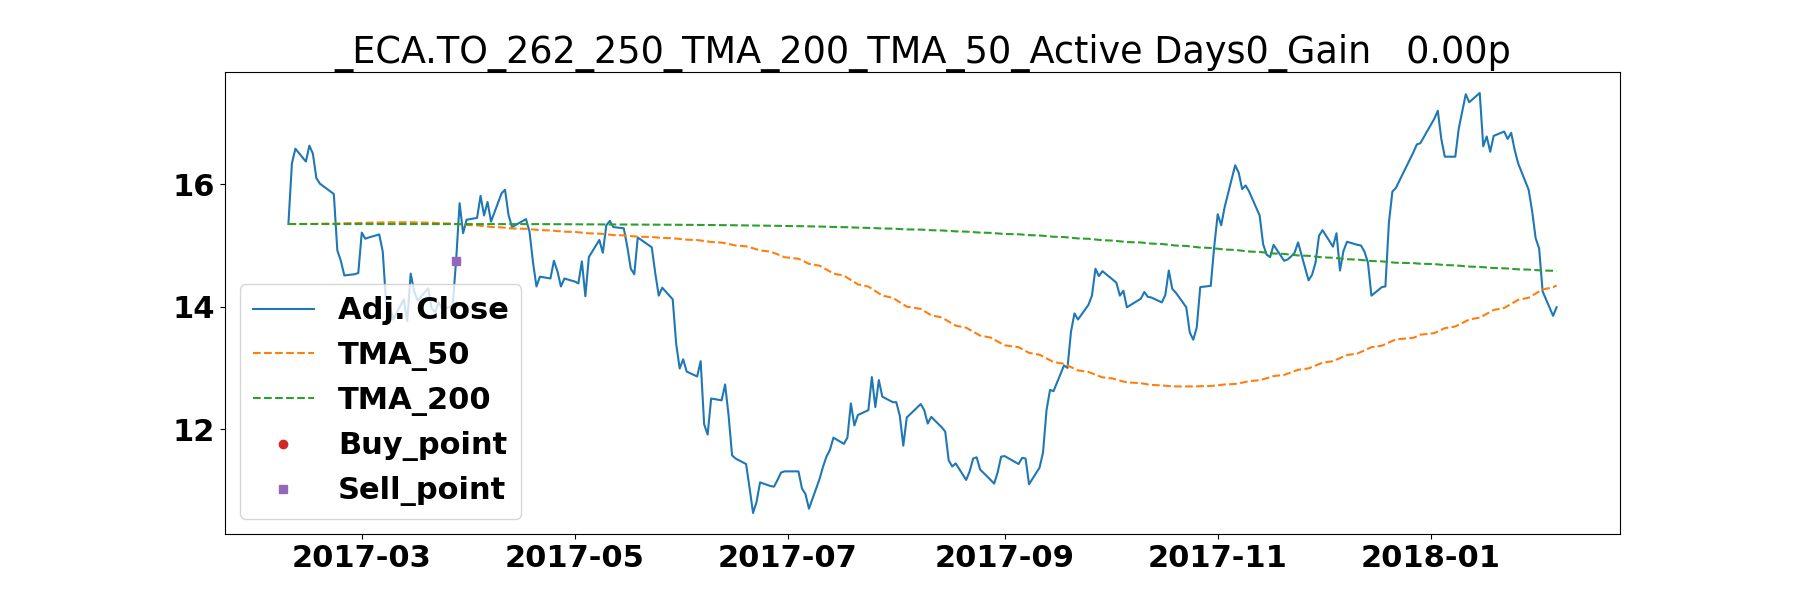 _ECA.TO_262_250_TMA_200_TMA_50_Active Days0_Gain   0.00p
16
14
12
Adj. Close
TMA_50
TMA_200
Buy_point
Sell_point
2017-03 2017-05 2017-07 2017-09 2017-11 2018-01